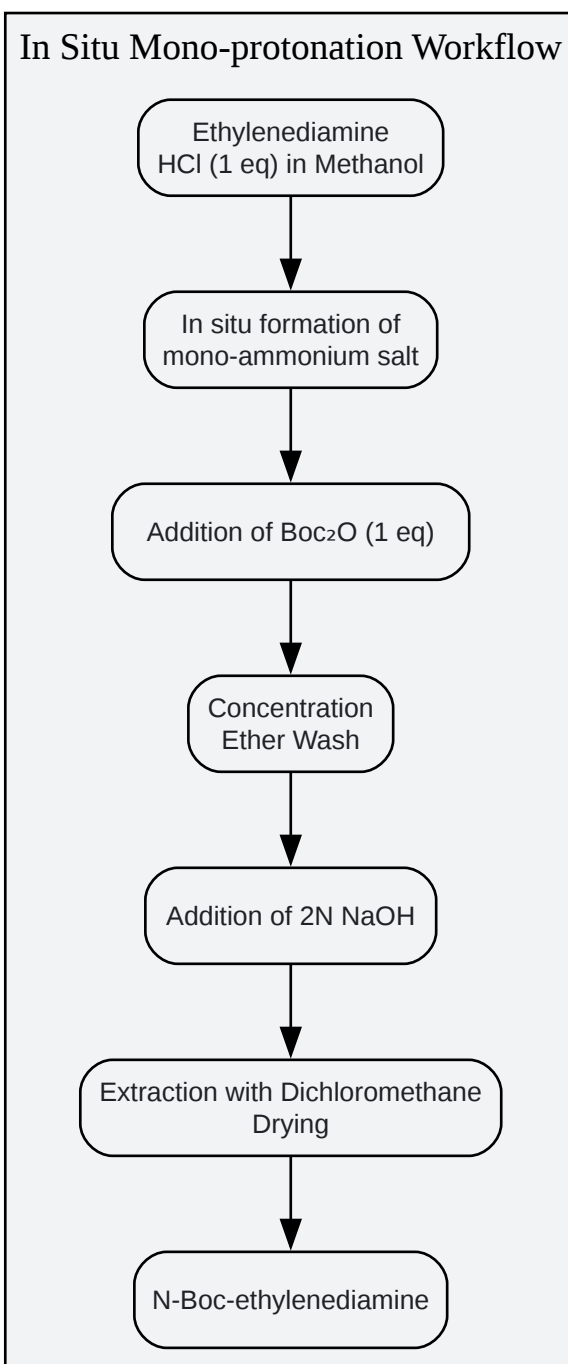 In Situ Mono-protonation Workflow
Ethylenediamine
HCl (1 eq) in Methanol
In situ formation of
mono-ammonium salt
Addition of Boc₂O (1 eq)
Concentration
Ether Wash
Addition of 2N NaOH
Extraction with Dichloromethane
Drying
N-Boc-ethylenediamine